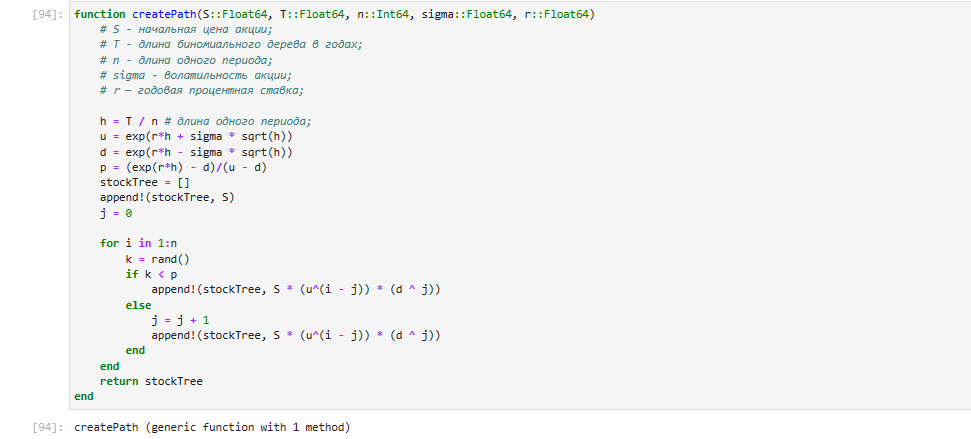 [94]: function createPath(S::Float64, T::Float64, n::Int64, sigma::Float64, r::Float64)
    # S - начальная цена акции;
    # T - длина биномиального дерева в годах;
    # n - длина одного периода;
    # sigma - волатильность акции;
    # r — годовая процентная ставка;

    h = T / n # длина одного периода;
    u = exp(r*h + sigma * sqrt(h))
    d = exp(r*h - sigma * sqrt(h))
    p = (exp(r*h) - d)/(u - d)
    stockTree = []
    append!(stockTree, S)
    j = 0

    for i in 1:n
        k = rand()
        if k < p
            append!(stockTree, S * (u^(i - j)) * (d ^ j))
        else
            j = j + 1
            append!(stockTree, S * (u^(i - j)) * (d ^ j))
        end
    end
    return stockTree
end
[94]: createPath (generic function with 1 method)